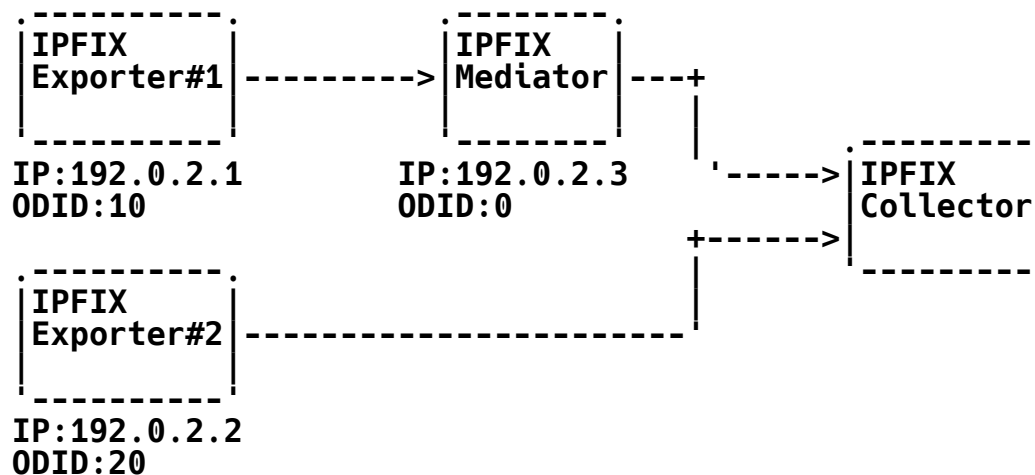 .----------.          .--------.
|IPFIX     |          |IPFIX   |
|Exporter#1|--------->|Mediator|---+
|          |          |        |   |
'----------'          '--------'   |       .---------
IP:192.0.2.1        IP:192.0.2.3   |'----->|IPFIX
ODID:10             ODID:0                 |Collector
                                   +------>|
.----------.                       |       '---------
|IPFIX     |                       |
|Exporter#2|-----------------------'
|          |
'----------'
IP:192.0.2.2
ODID:20